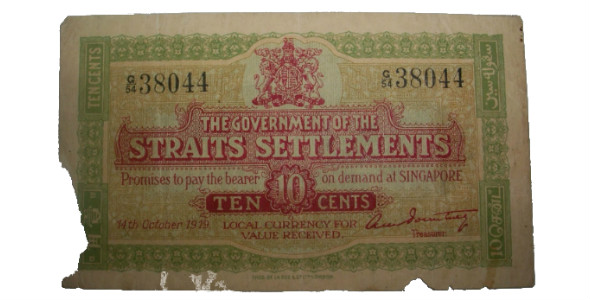 TEN CENTS
G/54 38044 G/54 38044
THE GOVERNMENT OF THE
STRAITS SETTLEMENTS
Promises to pay the bearer on demand at SINGAPORE
10
TEN CENTS
14th October 1919 LOCAL CURRENCY FOR
VALUE RECEIVED.
Treasurer.